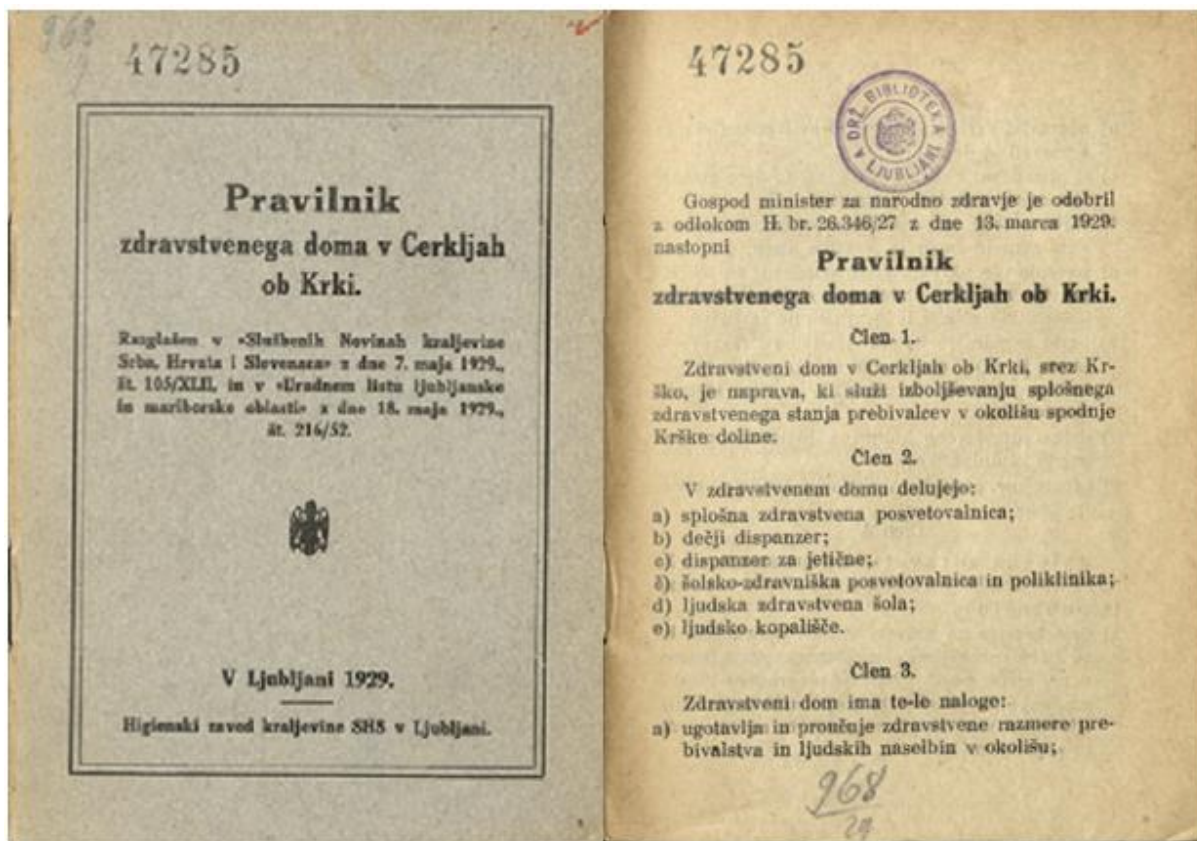 968
47285
Pravilnik
zdravstvenega doma v Cerkljah
ob Krki.
Razglašen v »Službenih Novinah kraljevine
Srba, Hrvata i Slovenaca« z dne 7. maja 1929.,
št. 105/XLII, in v »Uradnem listu ljubljanske
in mariborske oblasti« z dne 18. maja 1929.,
št. 216/52.
V Ljubljani 1929.
Higienski zavod kraljevine SHS v Ljubljani.
47285
DRŽ. BIBLIOTEKA
V LJUBLJANI
Gospod minister za narodno zdravje je odobril
z odlokom H. br. 26.346/27 z dne 13. marca 1929.
nastopni
Pravilnik
zdravstvenega doma v Cerkljah ob Krki.
Člen 1.
Zdravstveni dom v Cerkljah ob Krki, srez Kr-
ško, je naprava, ki služi izboljševanju splošnega
zdravstvenega stanja prebivalcev v okolišu spodnje
Krške doline.
Člen 2.
V zdravstvenem domu delujejo:
a) splošna zdravstvena posvetovalnica;
b) dečji dispanzer;
c) dispanzer za jetične;
č) šolsko-zdravniška posvetovalnica in poliklinika;
d) ljudska zdravstvena šola;
e) ljudsko kopališče.
Člen 3.
Zdravstveni dom ima te-le naloge:
a) ugotavlja in proučuje zdravstvene razmere pre-
bivalstva in ljudskih naselbin v okolišu;
968
29